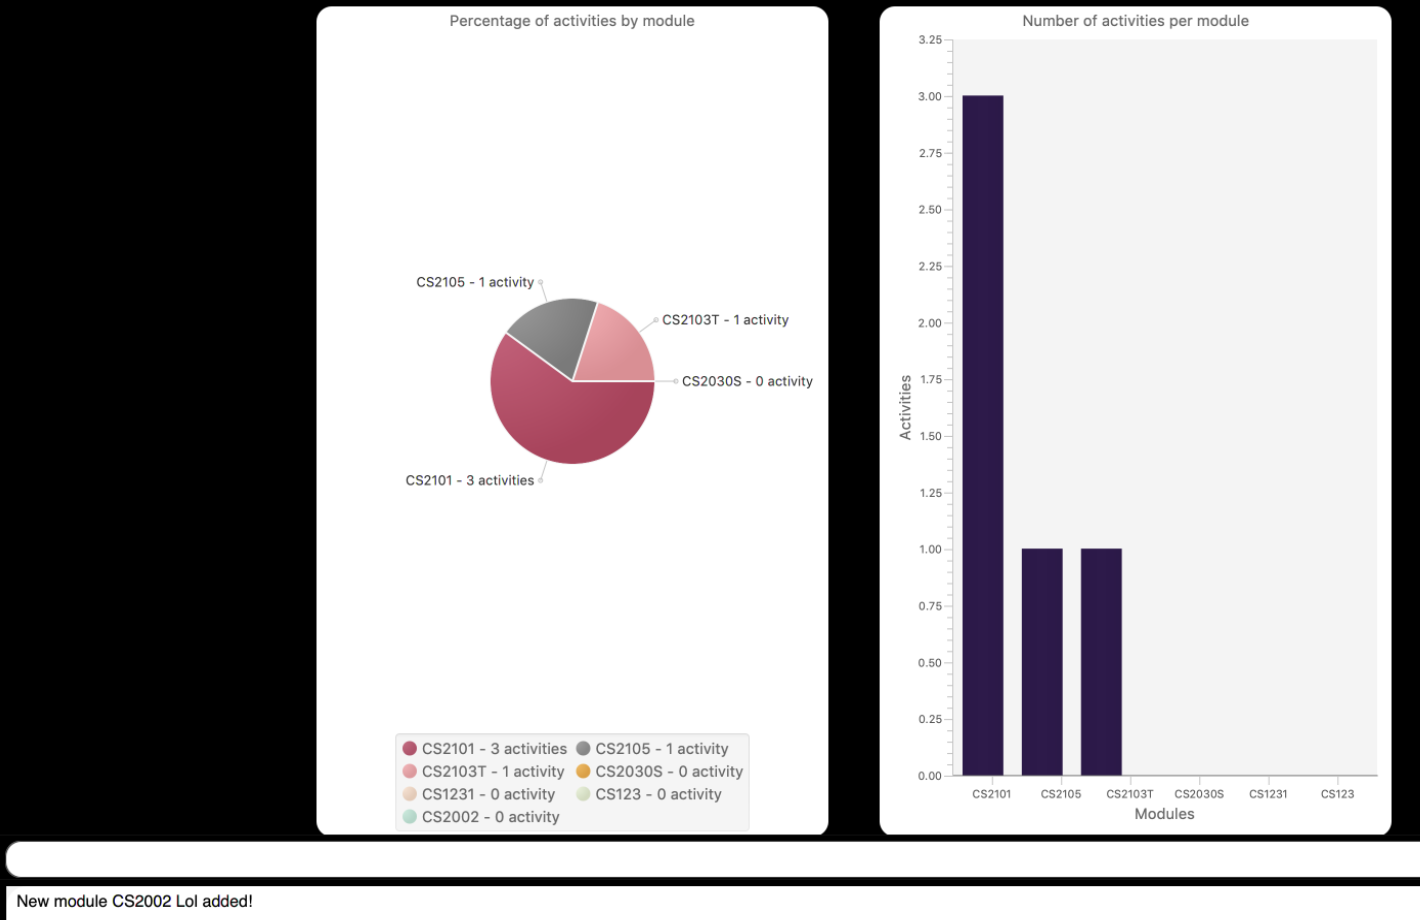 Percentage of activities by module
CS2105 - 1 activity
CS2103T - 1 activity
CS2030S - 0 activity
CS2101 - 3 activities
CS2101 - 3 activities CS2105 - 1 activity
CS2103T - 1 activity CS2030S - 0 activity
CS1231 - 0 activity CS123 - 0 activity
CS2002 - 0 activity
Number of activities per module
3.25
3.00
2.75
2.50
2.25
2.00
1.75
1.50
1.25
1.00
0.75
0.50
0.25
0.00
Activities
CS2101 CS2105 CS2103T CS2030S CS1231 CS123
Modules
New module CS2002 Lol added!